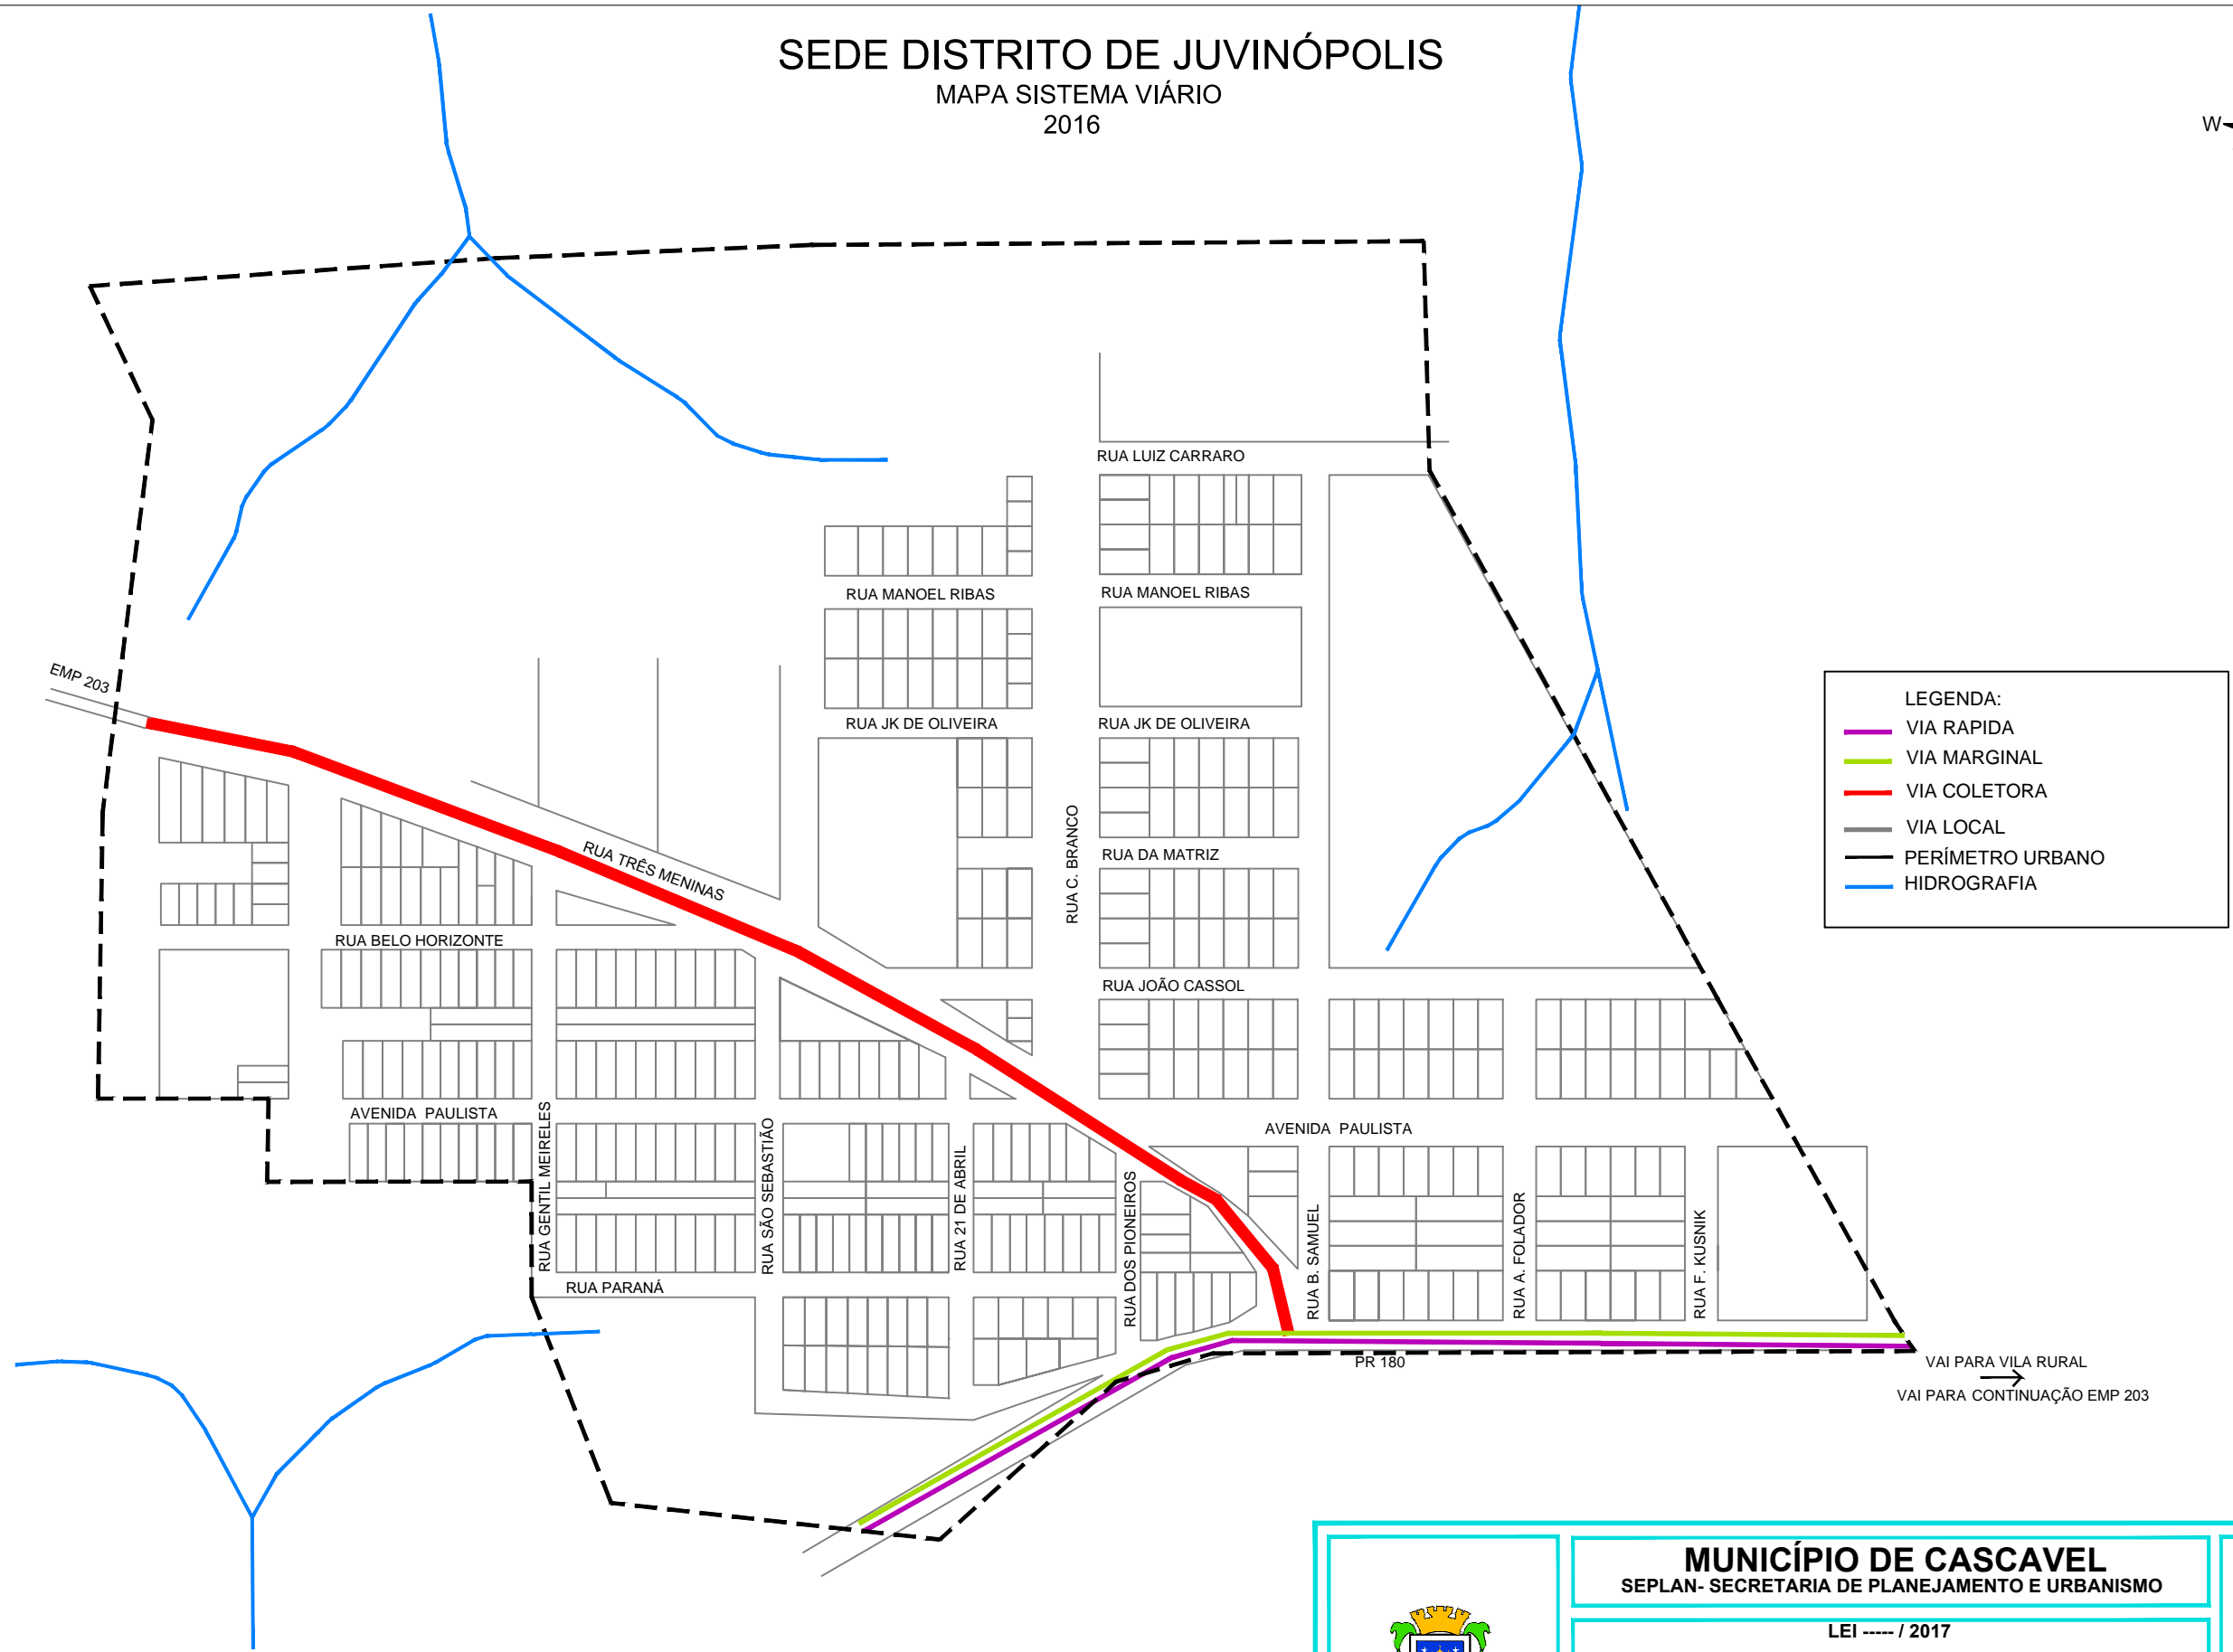 SEDE DISTRITO DE JUVINÓPOLIS
MAPA SISTEMA VIÁRIO
2016
W
RUA LUIZ CARRARO
RUA MANOEL RIBAS
RUA MANOEL RIBAS
EMP 203
RUA JK DE OLIVEIRA
RUA JK DE OLIVEIRA
LEGENDA:
VIA RAPIDA
VIA MARGINAL
VIA COLETORA
VIA LOCAL
PERÍMETRO URBANO
HIDROGRAFIA
RUA TRÊS MENINAS
RUA C. BRANCO
RUA DA MATRIZ
RUA BELO HORIZONTE
RUA JOÃO CASSOL
AVENIDA PAULISTA
AVENIDA PAULISTA
RUA GENTIL MEIRELES
RUA SÃO SEBASTIÃO
RUA 21 DE ABRIL
RUA DOS PIONEIROS
RUA B. SAMUEL
RUA A. FOLADOR
RUA F. KUSNIK
RUA PARANÁ
PR 180
VAI PARA VILA RURAL
VAI PARA CONTINUAÇÃO EMP 203
MUNICÍPIO DE CASCAVEL
SEPLAN- SECRETARIA DE PLANEJAMENTO E URBANISMO
LEI ----- / 2017